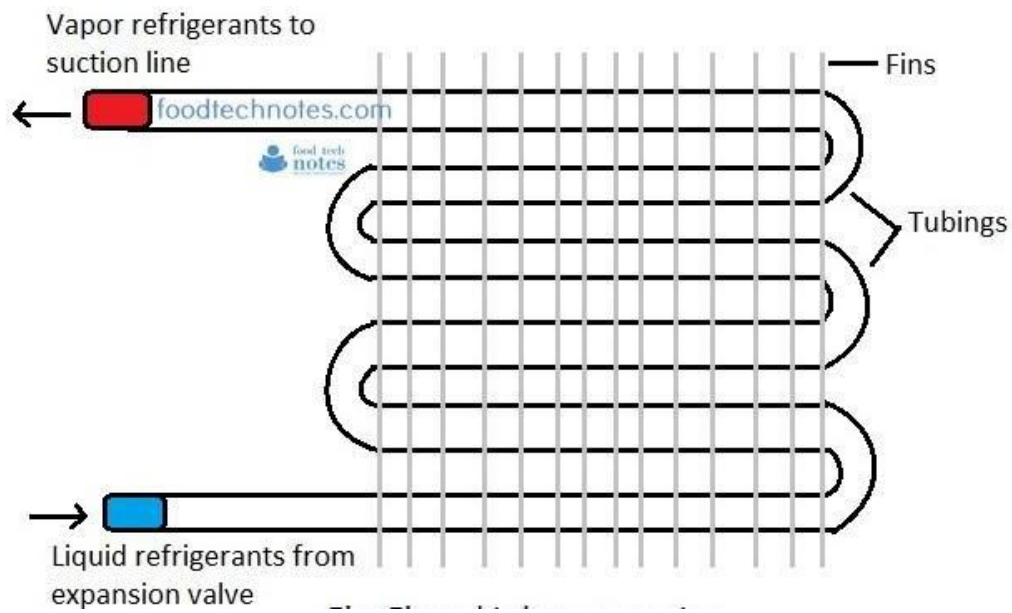 Vapor refrigerants to
suction line
Fins
foodtechnotes.com
food tech
notes
Tubings
Liquid refrigerants from
expansion valve